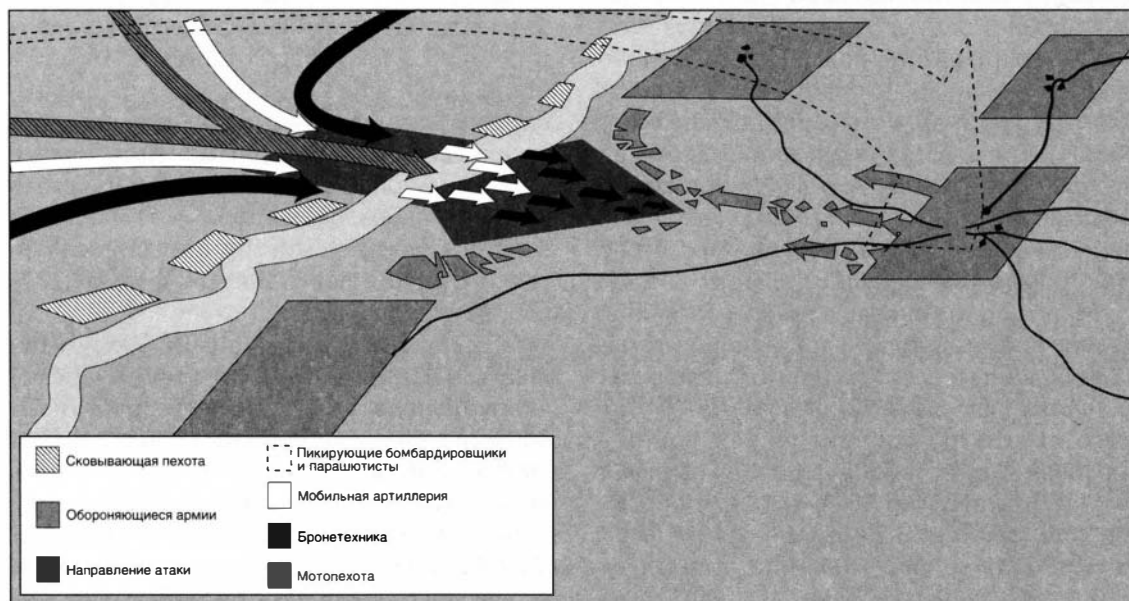 Сковывающая пехота
Обороняющиеся армии
Направление атаки
Пикирующие бомбардировщики
и парашютисты
Мобильная артиллерия
Бронетехника
Мотопехота